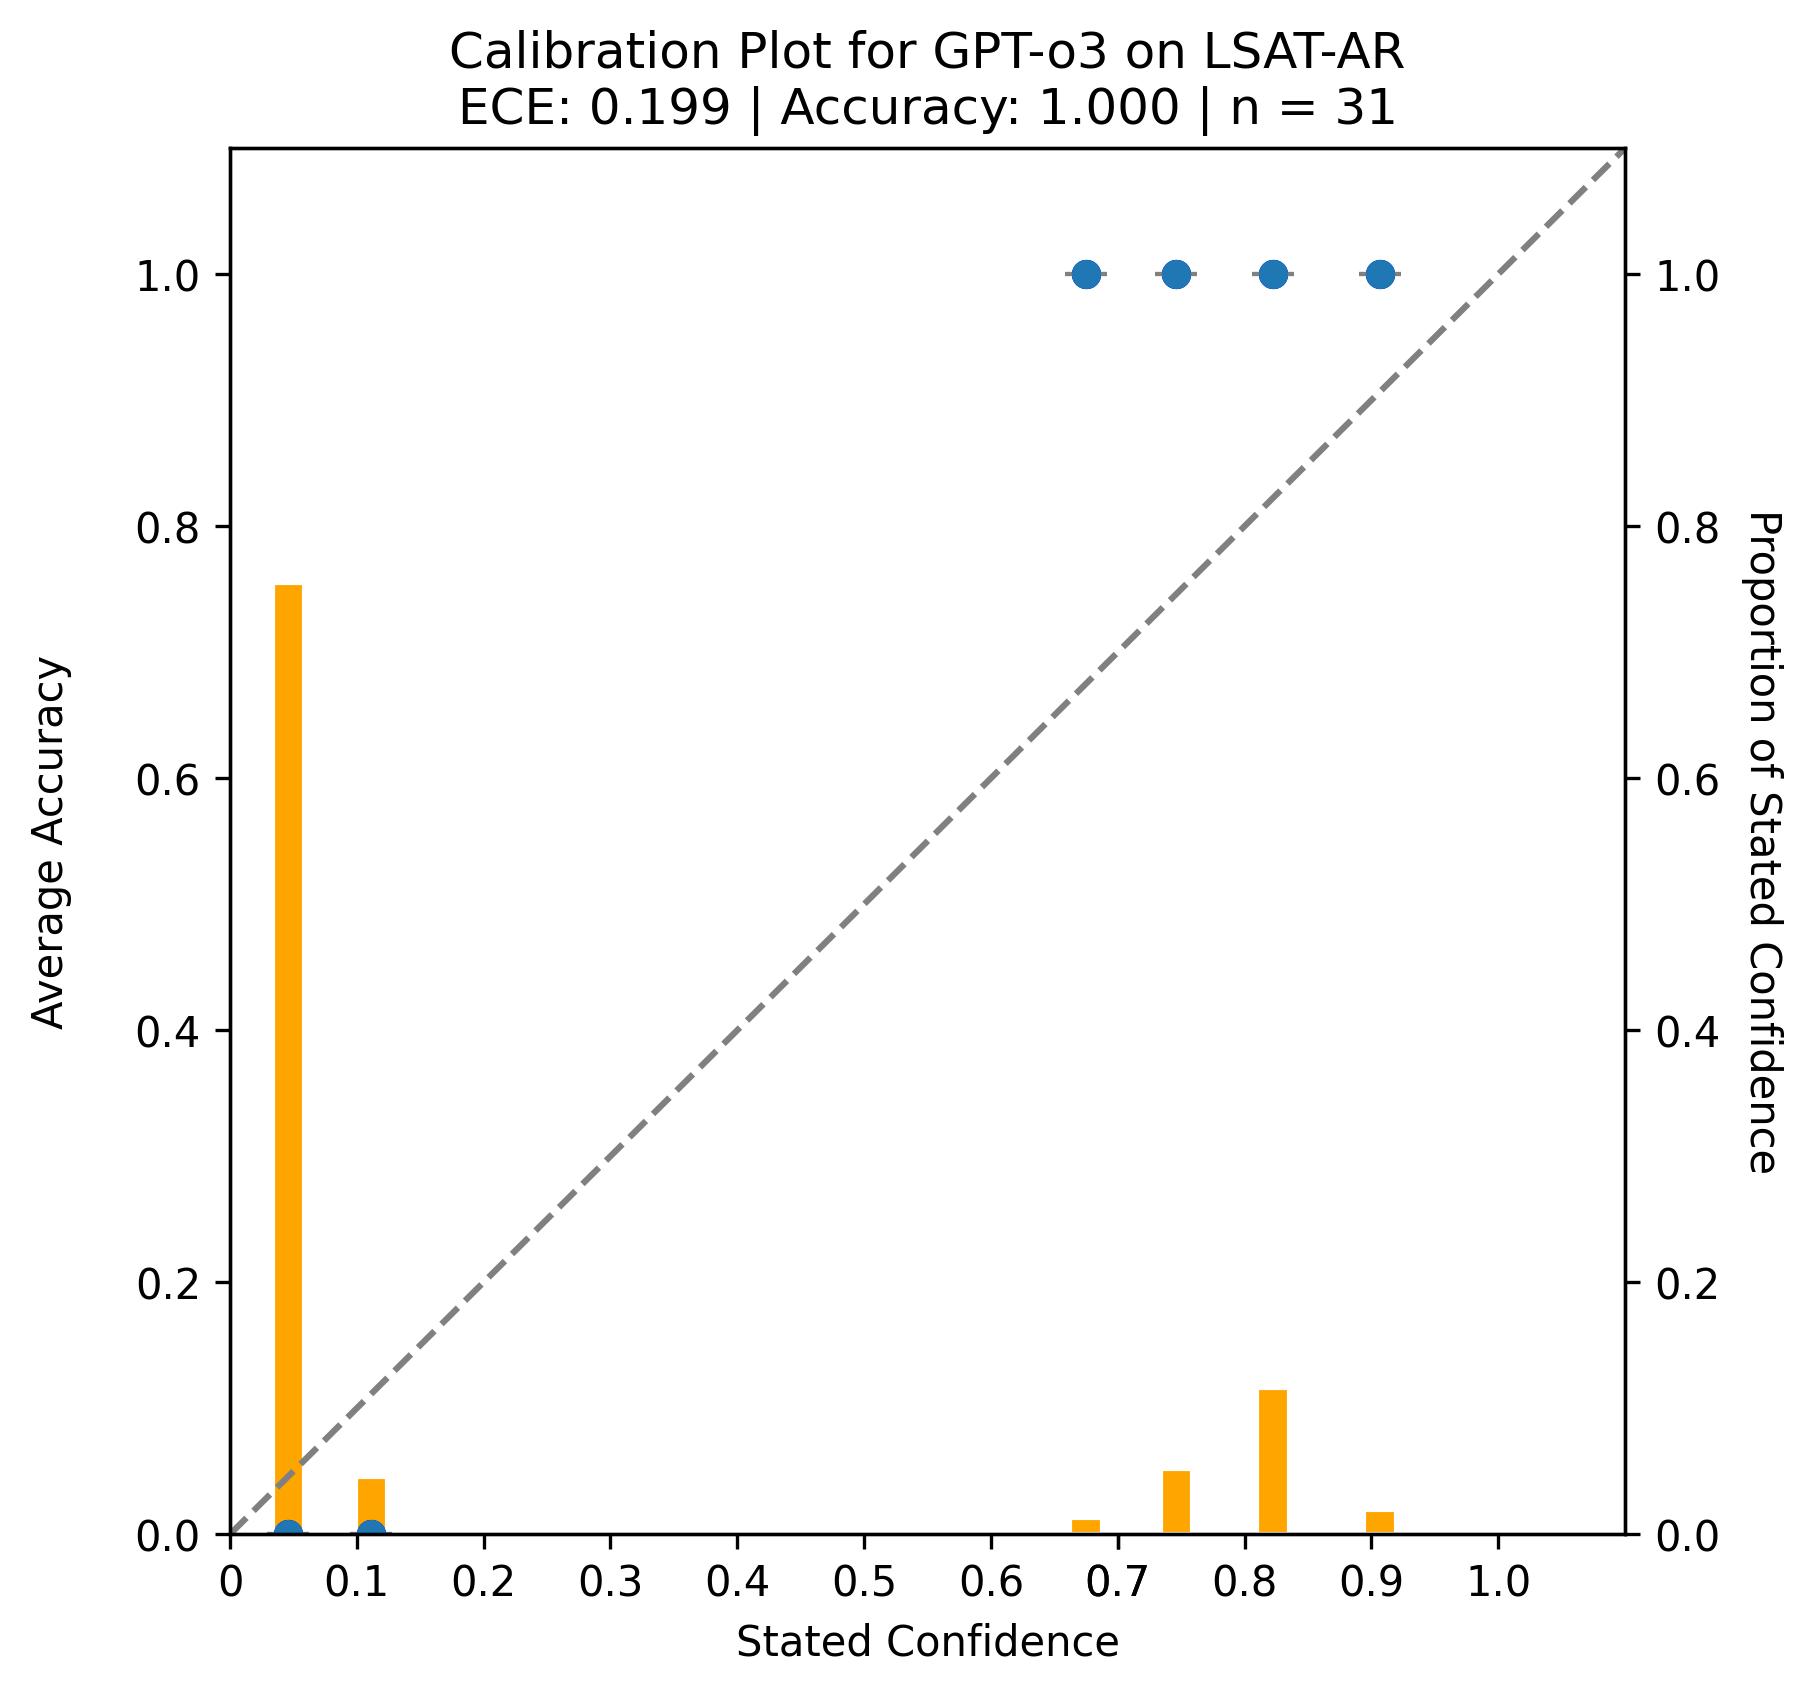 Calibration Plot for GPT-o3 on LSAT-AR
ECE: 0.199 | Accuracy: 1.000 | n = 31
Average Accuracy
1.0
0.8
0.6
0.4
0.2
0.0
1.0
0.8
0.6
0.4
0.2
0.0
Proportion of Stated Confidence
0 0.1 0.2 0.3 0.4 0.5 0.6 0.7 0.8 0.9 1.0
Stated Confidence